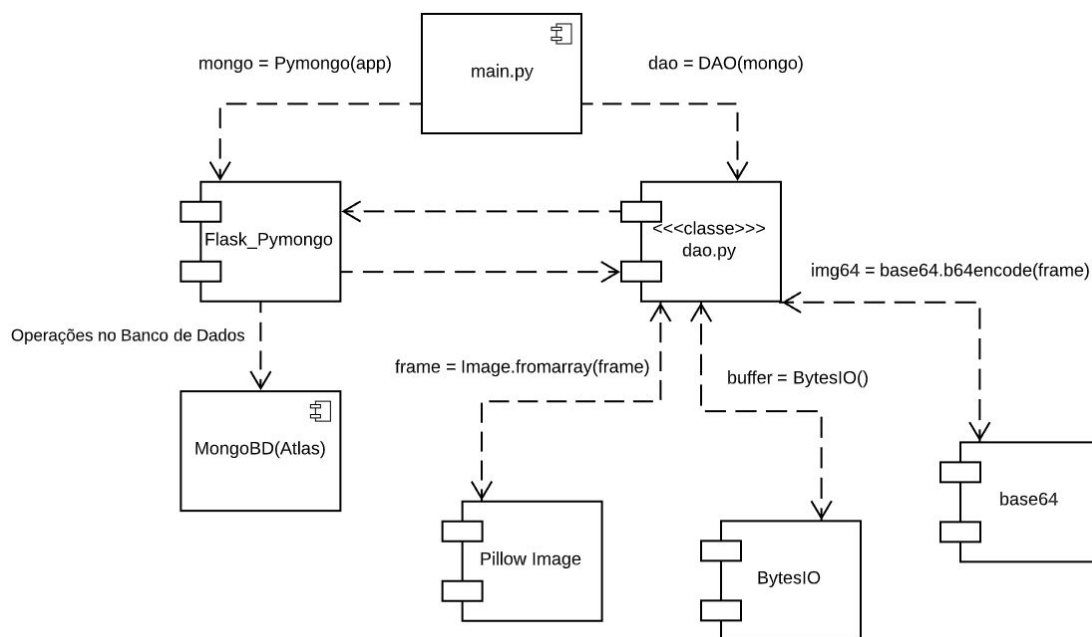 mongo = Pymongo(app)
main.py
dao = DAO(mongo)
Flask_Pymongo
<<<classe>>>
dao.py
img64 = base64.b64encode(frame)
Operações no Banco de Dados
frame = Image.fromarray(frame)
buffer = BytesIO()
MongoBD(Atlas)
base64
Pillow Image
BytesIO